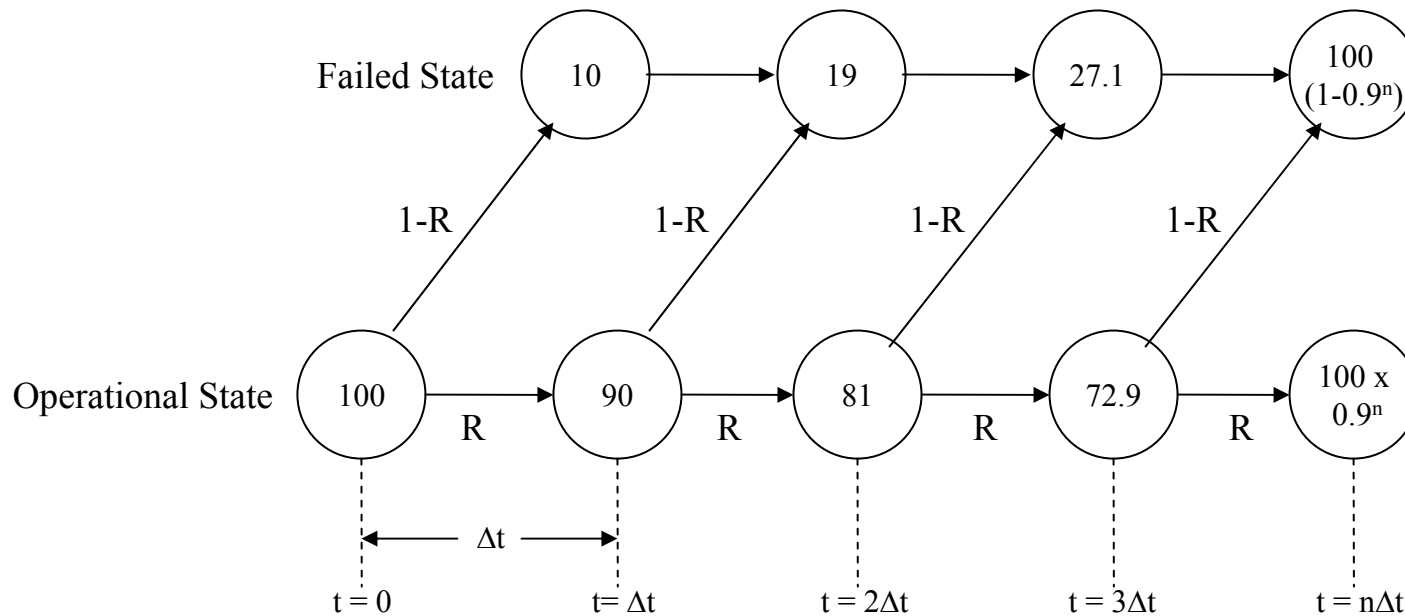 Failed State
10
19
27.1
100
(1-0.9ⁿ)
1-R
1-R
1-R
1-R
Operational State
100
90
81
72.9
100 x
0.9ⁿ
R
R
R
R
Δt
t = 0
t= Δt
t = 2Δt
t = 3Δt
t = nΔt